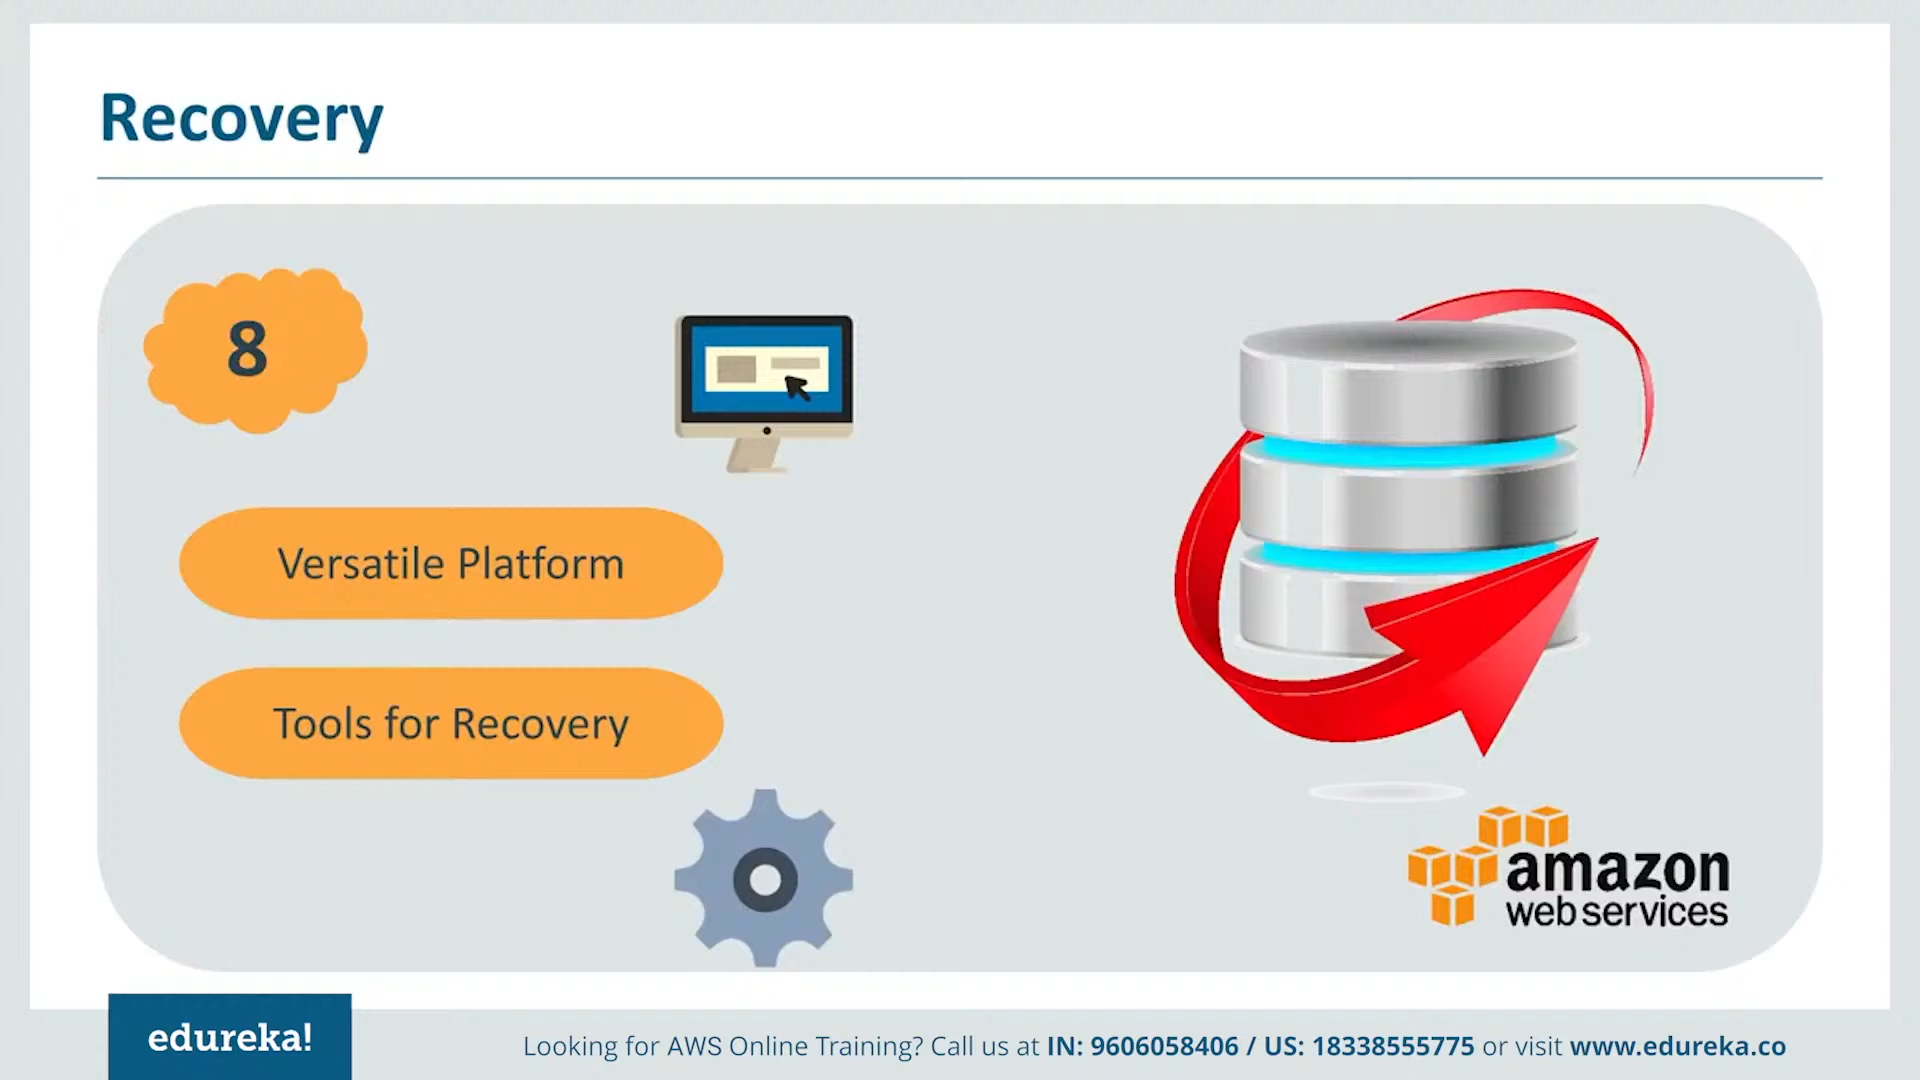 Recovery
8
Versatile Platform
Tools for Recovery
amazon
web services
edureka!
Looking for AWS Online Training? Call us at IN: 9606058406 / US: 18338555775 or visit www.edureka.co